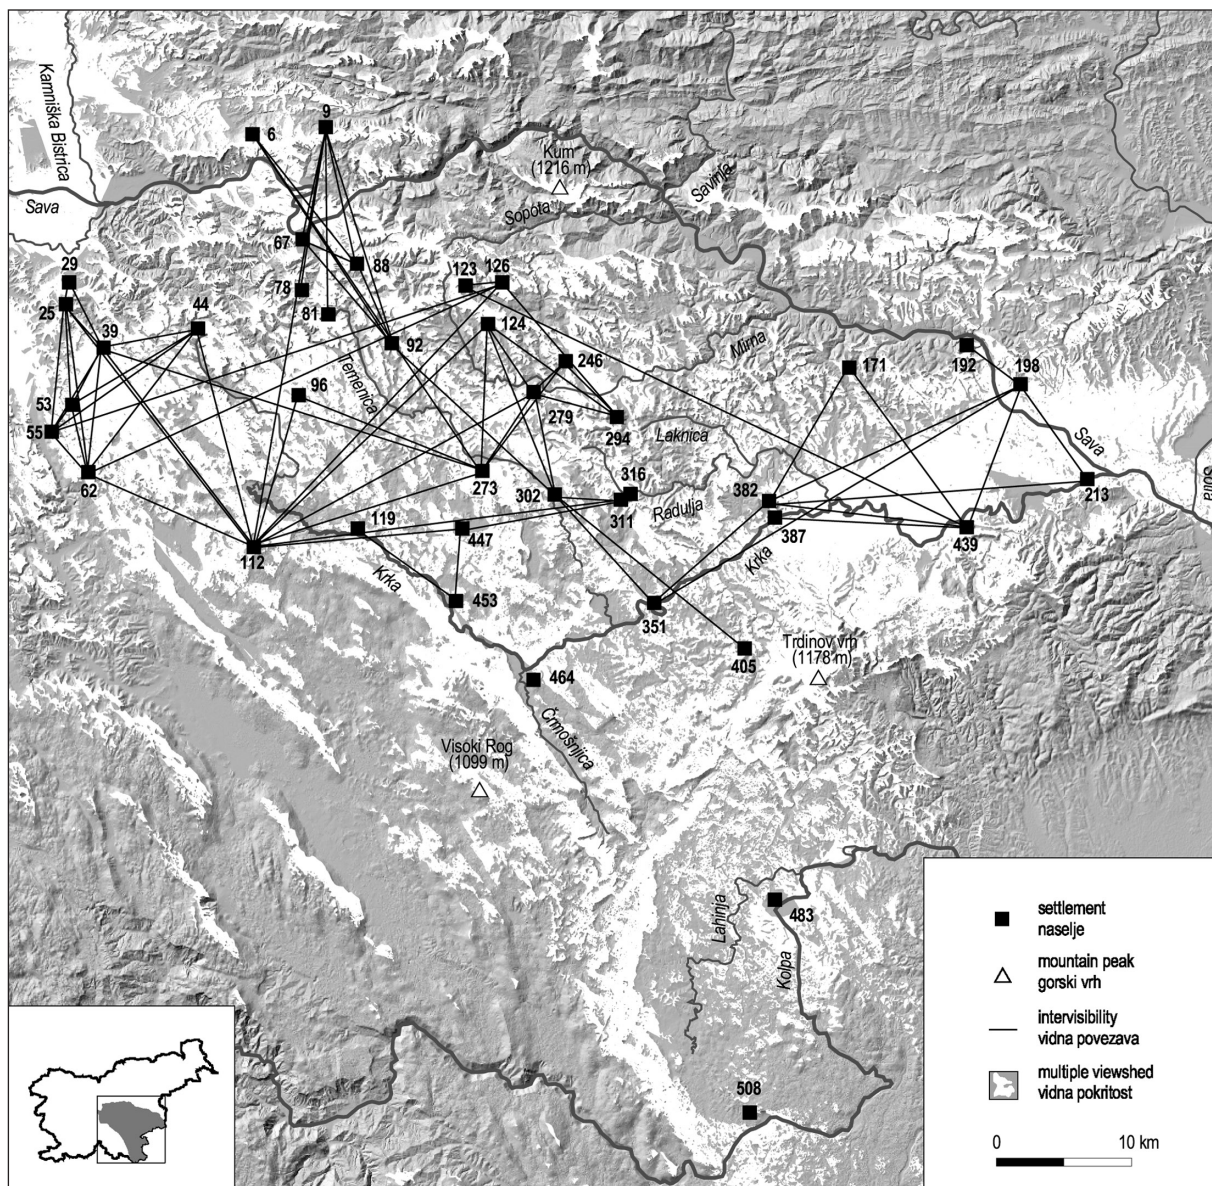 Kamniška Bistrica
9
6
Kum
(1216 m)
Savinja
Sava
Sopota
67
88
29
123
126
78
25
44
81
124
39
92
Mirna
192
246
171
198
Temenica
96
53
279
55
294
Laknica
Sava
62
273
316
213
Sotla
302
382
Radulja
311
119
447
387
439
112
Krka
Krka
453
351
Trdinov vrh
(1178 m)
405
464
Črmošnjica
Visoki Rog
(1099 m)
Lahinja
483
Kolpa
508
settlement
naselje
mountain peak
gorski vrh
intervisibility
vidna povezava
multiple viewshed
vidna pokritost
0 10 km